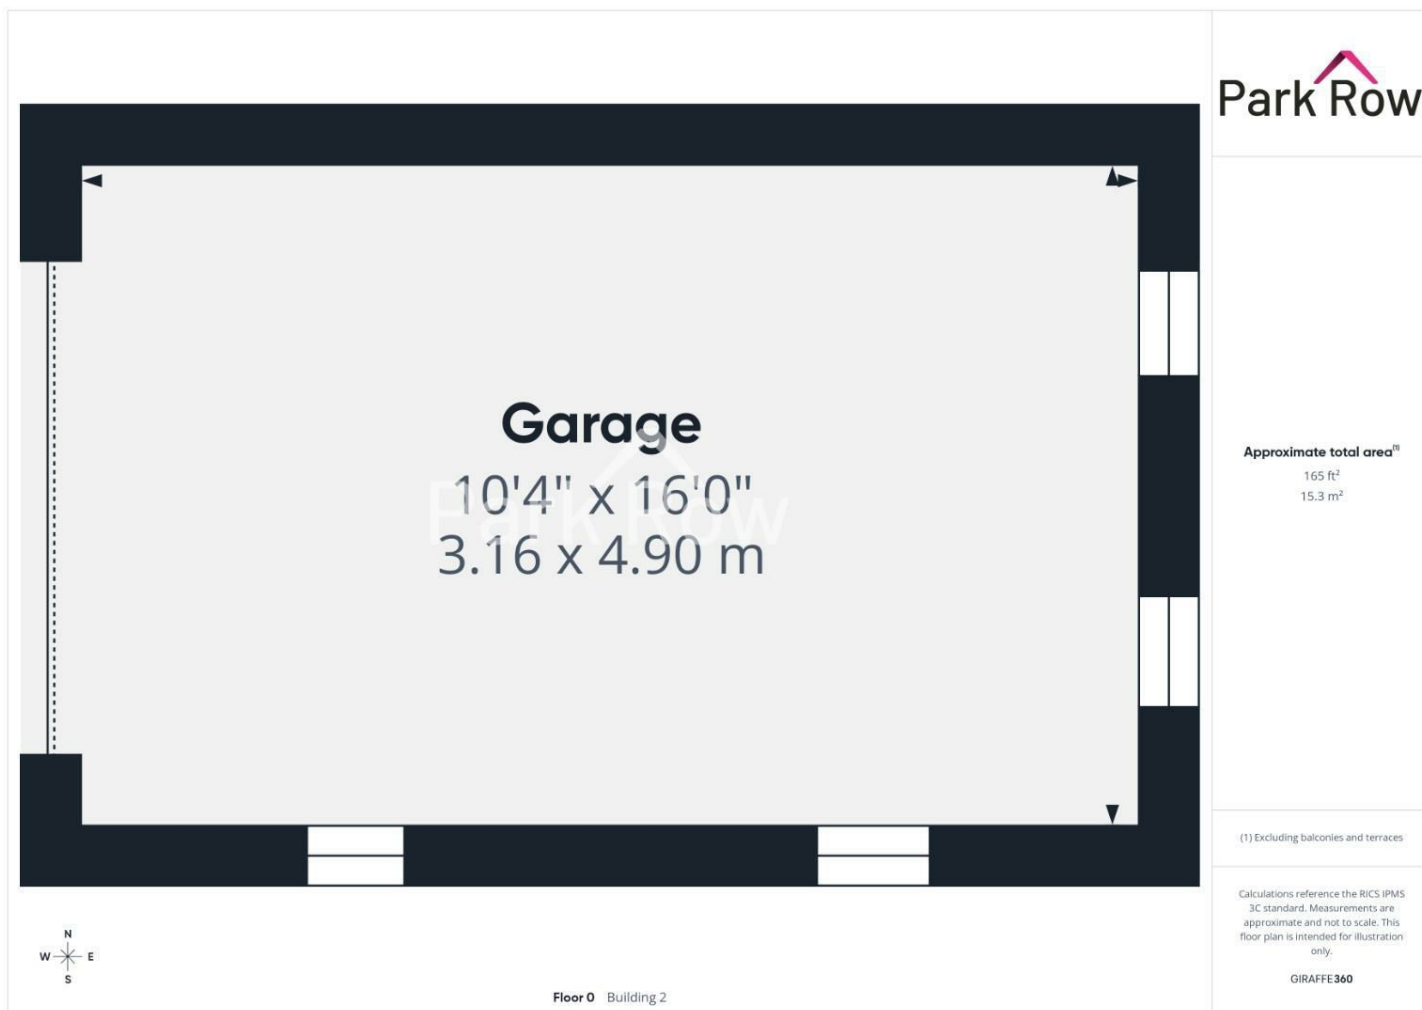 Park Row
Garage
10'4" x 16'0"
3.16 x 4.90 m
Park Row
Approximate total area(1)
165 ft²
15.3 m²
(1) Excluding balconies and terraces
Calculations reference the RICS IPMS
3C standard. Measurements are
approximate and not to scale. This
floor plan is intended for illustration
only.
GIRAFFE360
N
W E
S
Floor 0 Building 2